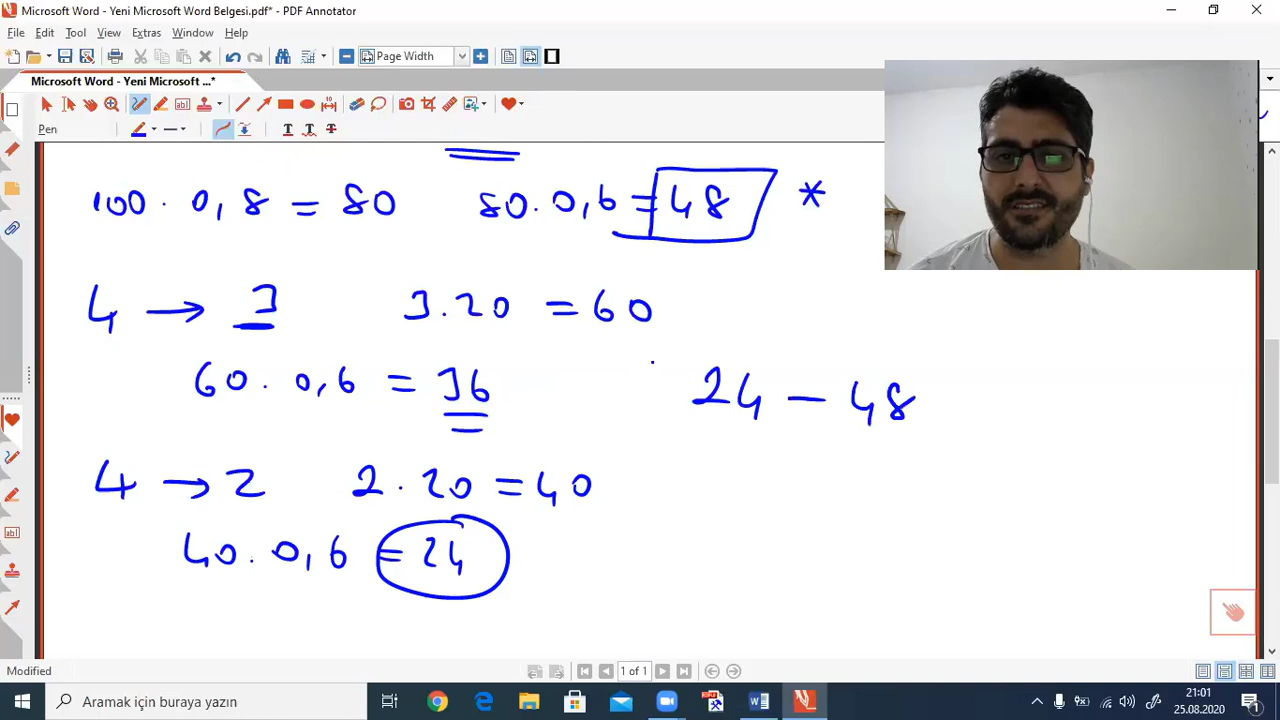 Microsoft Word - Yeni Microsoft Word Belgesi.pdf* - PDF Annotator
File Edit Tool View Extras Window Help
Page Width
Microsoft Word - Yeni Microsoft ...*
Pen
100 . 0,8 = 80 80 . 0,6 = 48 *
4 → 3 3 . 20 = 60
60 . 0,6 = 36 24 - 48
4 → 2 2 . 20 = 40
40 . 0,6 = 24
Modified 1 of 1
Aramak için buraya yazın 21:01
25.08.2020